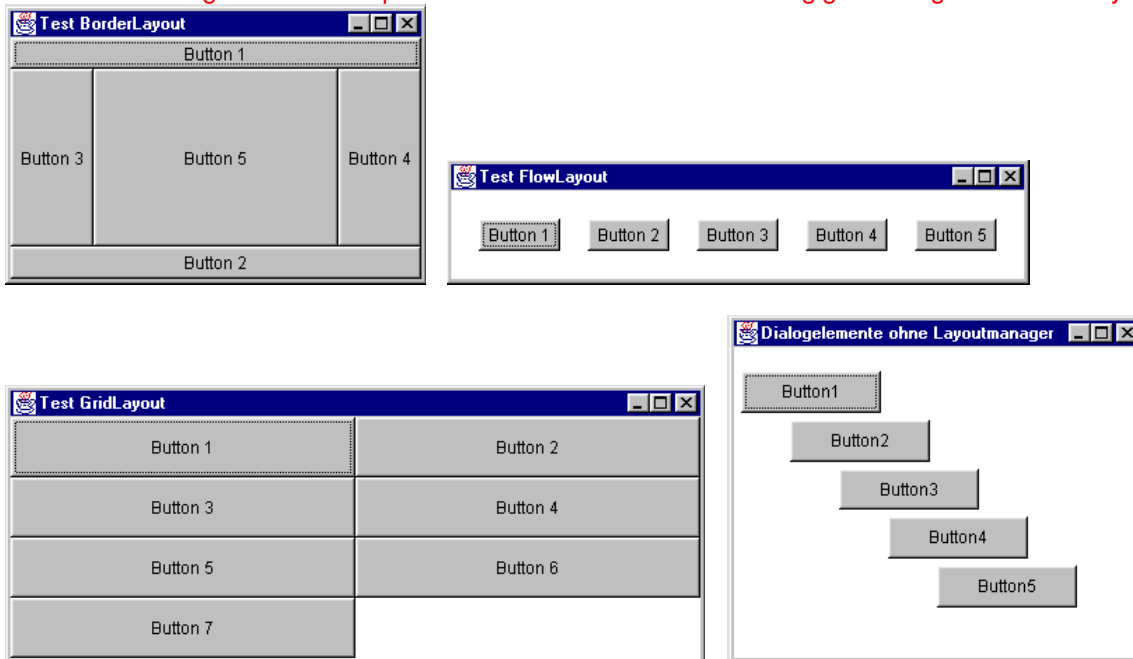 Test BorderLayout
Button 1
Button 3
Button 5
Button 4
Button 2
Test FlowLayout
Button 1
Button 2
Button 3
Button 4
Button 5
Test GridLayout
Button 1
Button 2
Button 3
Button 4
Button 5
Button 6
Button 7
Dialogelemente ohne Layoutmanager
Button1
Button2
Button3
Button4
Button5